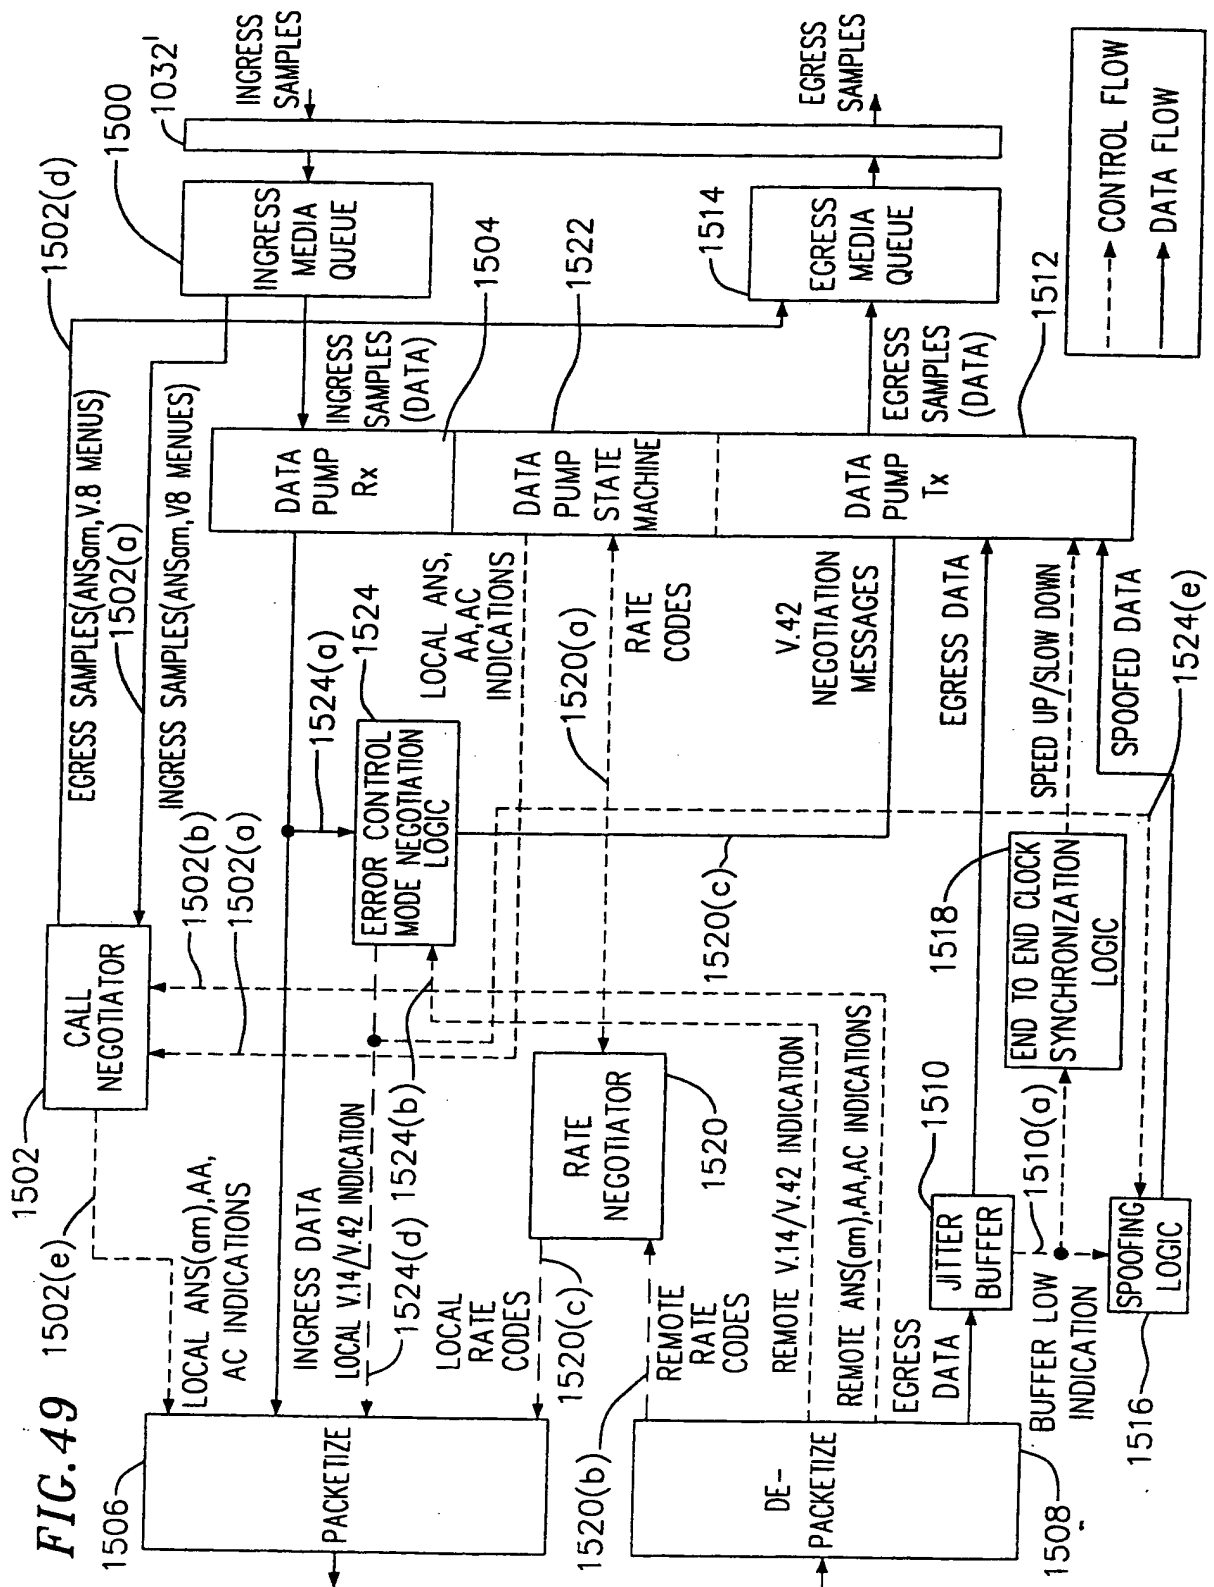 FIG. 49
1506
PACKETIZE
1502(e)
1502
CALL
NEGOTIATOR
LOCAL ANS(am),AA,
AC INDICATIONS
INGRESS DATA
LOCAL V.14/V.42 INDICATION
1524(d)
1524(b)
LOCAL
RATE
CODES
1520(c)
1502(b)
1502(a)
EGRESS SAMPLES(ANSam,V.8 MENUS)
1502(a)
INGRESS SAMPLES(ANSam,V8 MENUES)
1502(d)
1500
1032'
INGRESS
MEDIA
QUEUE
INGRESS
SAMPLES
1524(a)
1524
ERROR CONTROL
MODE NEGOTIATION
LOGIC
DATA
PUMP
Rx
INGRESS
SAMPLES
(DATA)
1504
1522
DATA
PUMP
STATE
MACHINE
LOCAL ANS,
AA,AC
INDICATIONS
1520(a)
RATE
CODES
RATE
NEGOTIATOR
1520
1520(c)
V.42
NEGOTIATION
MESSAGES
DATA
PUMP
Tx
EGRESS
SAMPLES
(DATA)
1512
1514
EGRESS
MEDIA
QUEUE
EGRESS
SAMPLES
1520(b)
REMOTE
RATE
CODES
REMOTE V.14/V.42 INDICATION
REMOTE ANS(am),AA,AC INDICATIONS
DE-
PACKETIZE
1508
EGRESS
DATA
1510
JITTER
BUFFER
1510(a)
BUFFER LOW
INDICATION
EGRESS DATA
1518
END TO END CLOCK
SYNCHRONIZATION
LOGIC
SPEED UP/SLOW DOWN
SPOOFED DATA
1524(e)
SPOOFING
LOGIC
1516
CONTROL FLOW
DATA FLOW